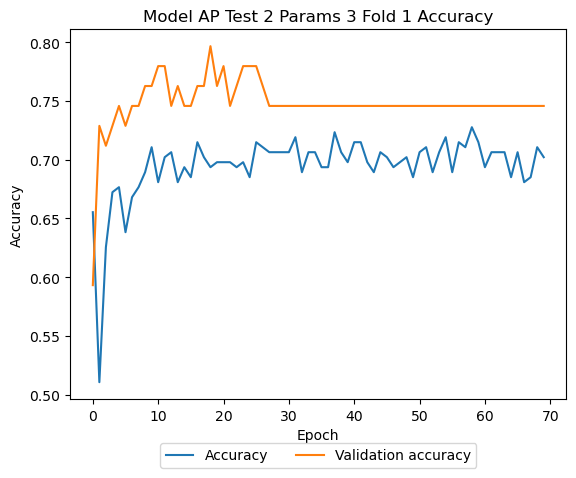 Model AP Test 2 Params 3 Fold 1 Accuracy
Accuracy
0.80
0.75
0.70
0.65
0.60
0.55
0.50
0 10 20 30 40 50 60 70
Epoch
Accuracy Validation accuracy